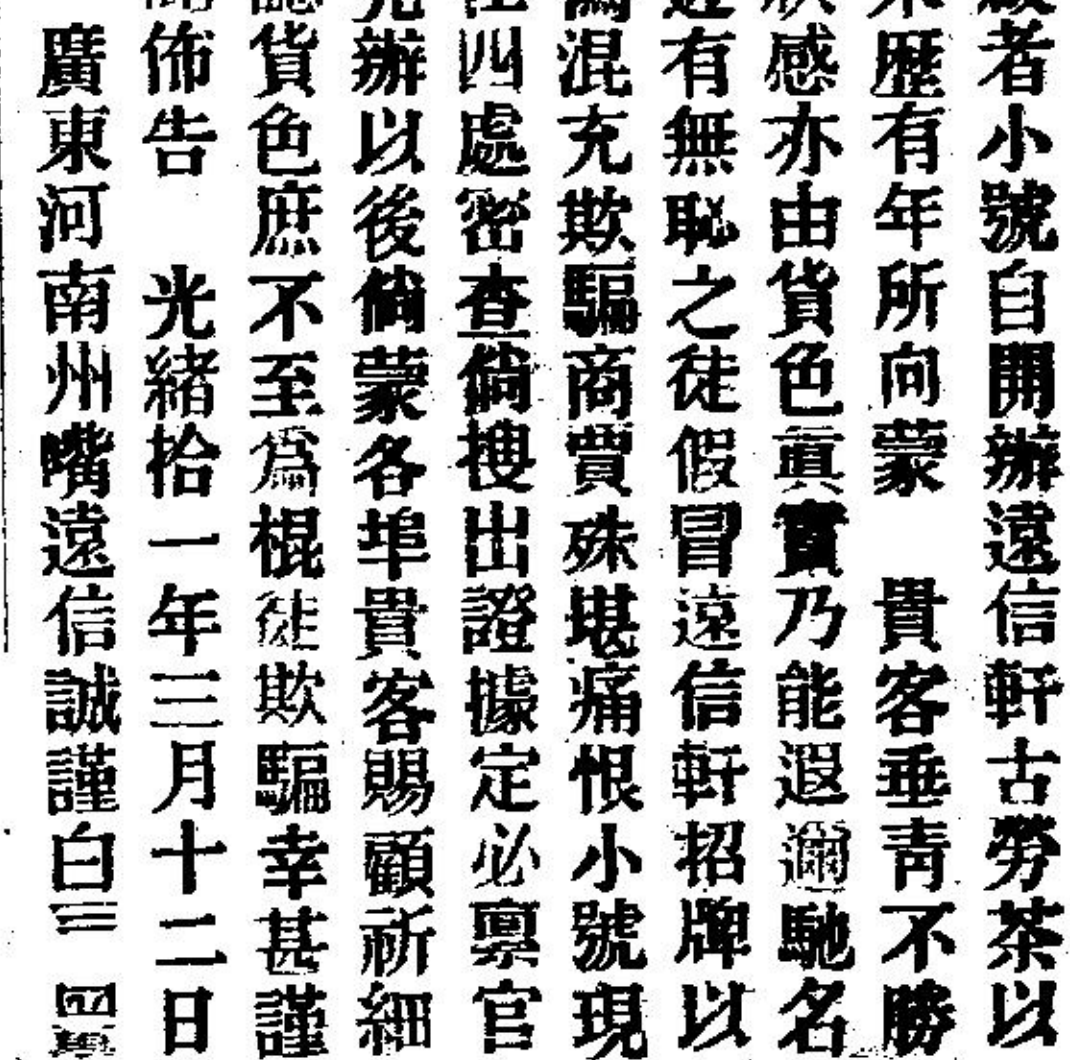 者小號自開辦遠信軒古勞茶以
來歷有年所向蒙 貴客垂青不勝
感亦由貨色眞實乃能遐邇馳名
近有無恥之徒假冒遠信軒招牌以
混充欺騙商賈殊堪痛恨小號現
四處密查倘搜出證據定必禀官
辦以後倘蒙各埠貴客賜顧祈細
認貨色庶不至爲棍徒欺騙幸甚謹
佈告 光緒拾一年三月十二日
廣東河南州嘴遠信誠謹白